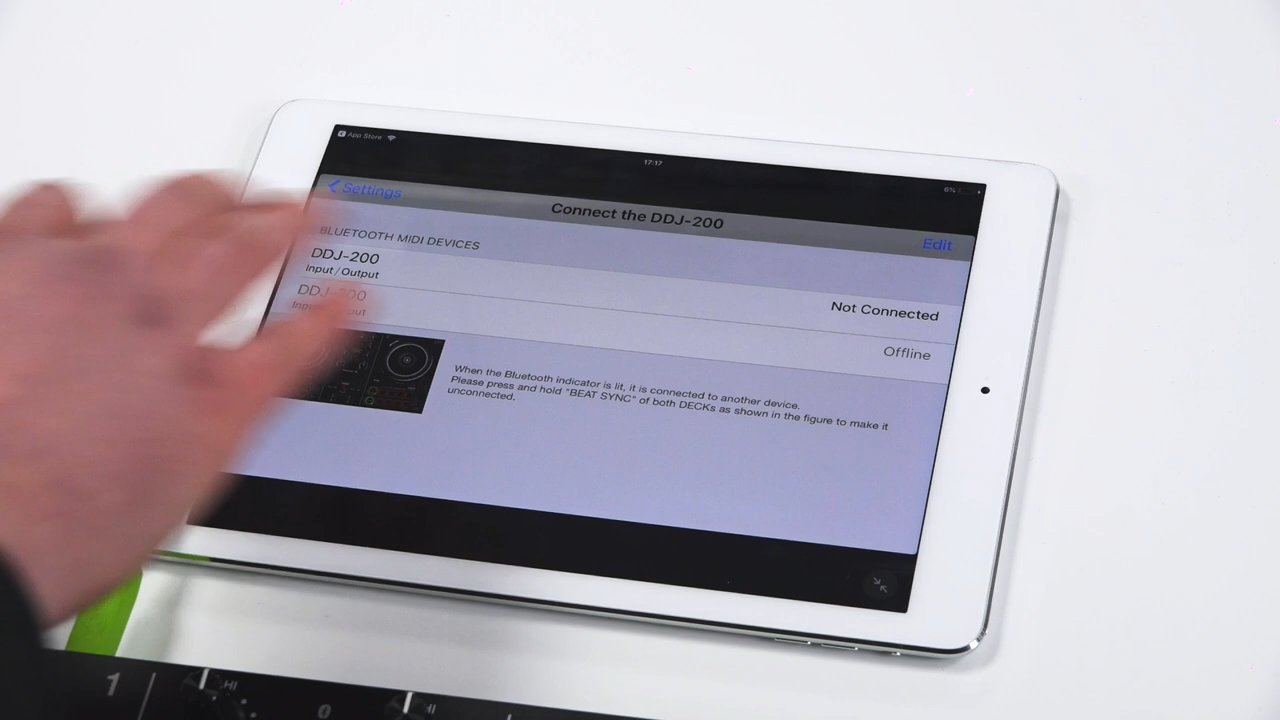 App Store
17:17
6%
Settings
Connect the DDJ-200
Edit
BLUETOOTH MIDI DEVICES
DDJ-200
Input / Output
Not Connected
DDJ-200
Offline
When the Bluetooth indicator is lit, it is connected to another device.
Please press and hold "BEAT SYNC" of both DECKs as shown in the figure to make it
unconnected.
1
HI
HI